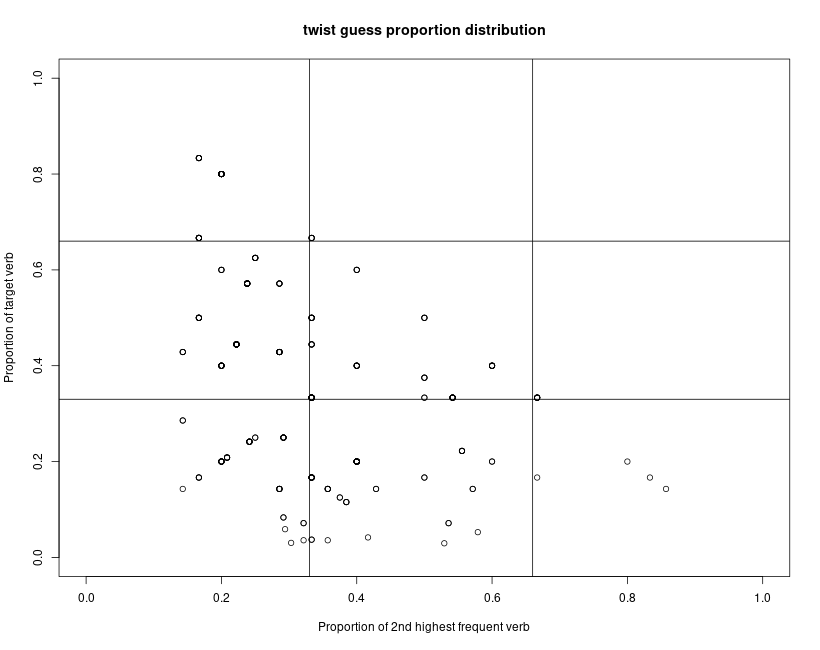 twist guess proportion distribution
Proportion of target verb
1.0
0.8
0.6
0.4
0.2
0.0
0.0 0.2 0.4 0.6 0.8 1.0
Proportion of 2nd highest frequent verb